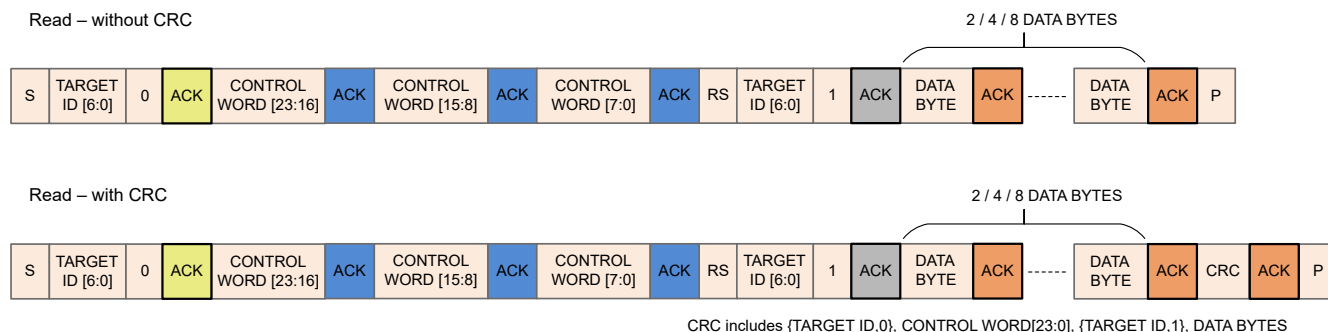 Read – without CRC
2 / 4 / 8 DATA BYTES
S TARGET ID [6:0] 0 ACK CONTROL WORD [23:16] ACK CONTROL WORD [15:8] ACK CONTROL WORD [7:0] ACK RS TARGET ID [6:0] 1 ACK DATA BYTE ACK ------ DATA BYTE ACK P
Read – with CRC
2 / 4 / 8 DATA BYTES
S TARGET ID [6:0] 0 ACK CONTROL WORD [23:16] ACK CONTROL WORD [15:8] ACK CONTROL WORD [7:0] ACK RS TARGET ID [6:0] 1 ACK DATA BYTE ACK ------ DATA BYTE ACK CRC ACK P
CRC includes {TARGET ID,0}, CONTROL WORD[23:0], {TARGET ID,1}, DATA BYTES